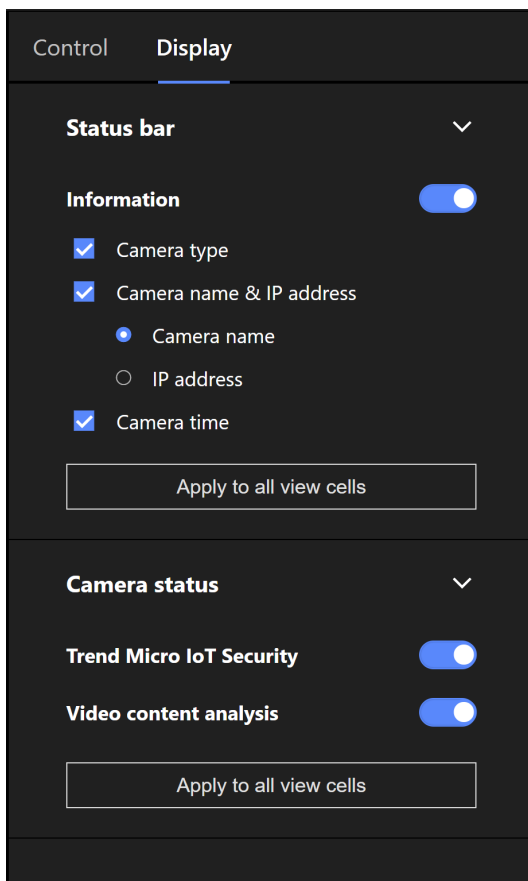 Control Display
Status bar
Information
Camera type
Camera name & IP address
Camera name
IP address
Camera time
Apply to all view cells
Camera status
Trend Micro IoT Security
Video content analysis
Apply to all view cells